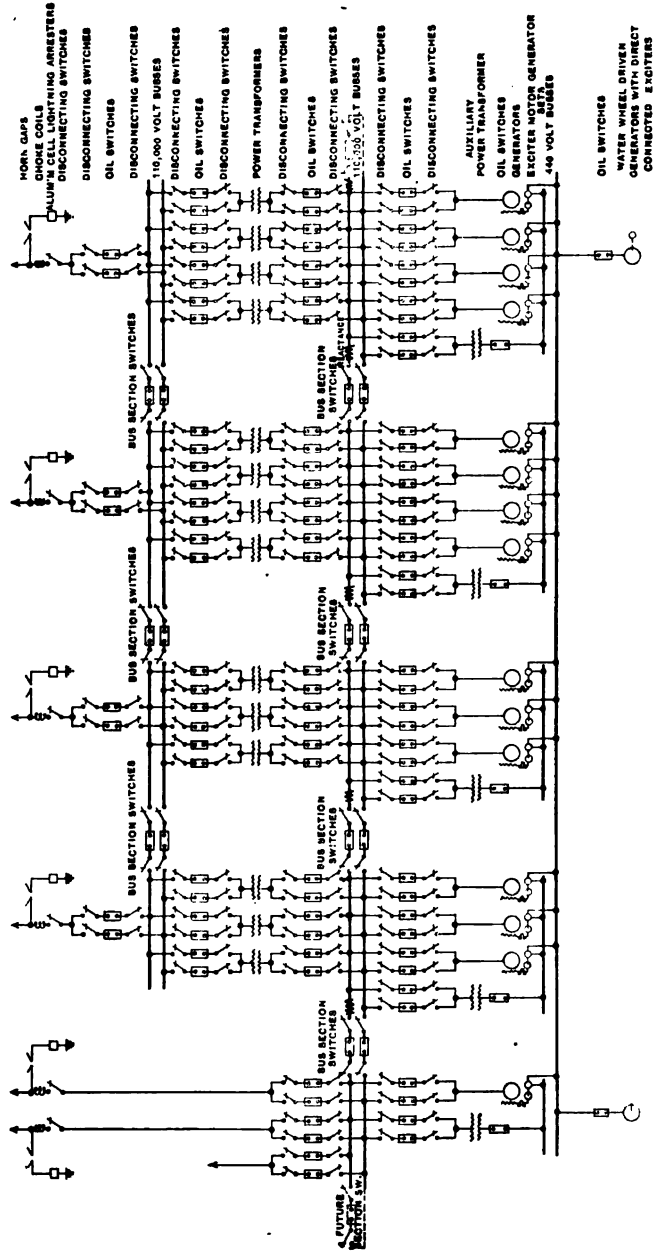 HORN GAPS
CHOKE COILS
ALUM'M CELL LIGHTNING ARRESTERS
DISCONNECTING SWITCHES
DISCONNECTING SWITCHES
OIL SWITCHES
DISCONNECTING SWITCHES
110,000 VOLT BUSSES
DISCONNECTING SWITCHES
OIL SWITCHES
DISCONNECTING SWITCHES
POWER TRANSFORMERS
DISCONNECTING SWITCHES
OIL SWITCHES
DISCONNECTING SWITCHES
VOLT BUSSES
DISCONNECTING SWITCHES
OIL SWITCHES
DISCONNECTING SWITCHES
AUXILIARY
POWER TRANSFORMER
OIL SWITCHES
GENERATORS
EXCITER MOTOR GENERATOR
SETS
440 VOLT BUSSES
OIL SWITCHES
WATER WHEEL DRIVEN
GENERATORS WITH DIRECT
CONNECTED EXCITERS
BUS SECTION SWITCHES
BUS SECTION
SWITCHES
REACTANCE
BUS SECTION SWITCHES
BUS SECTION
SWITCHES
BUS SECTION SWITCHES
BUS SECTION
SWITCHES
BUS SECTION
SWITCHES
FUTURE
SECTION SW.